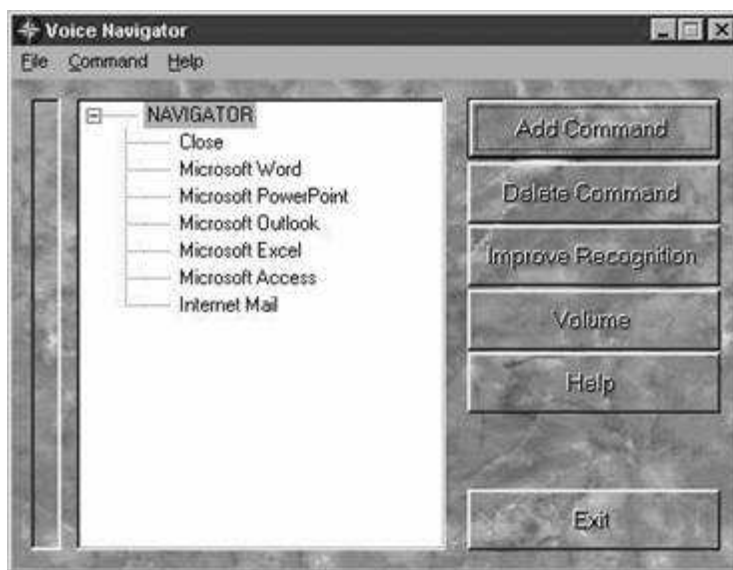 Voice Navigator
File Command Help
NAVIGATOR
Close
Microsoft Word
Microsoft PowerPoint
Microsoft Outlook
Microsoft Excel
Microsoft Access
Internet Mail
Add Command
Delete Command
Improve Recognition
Volume
Help
Exit